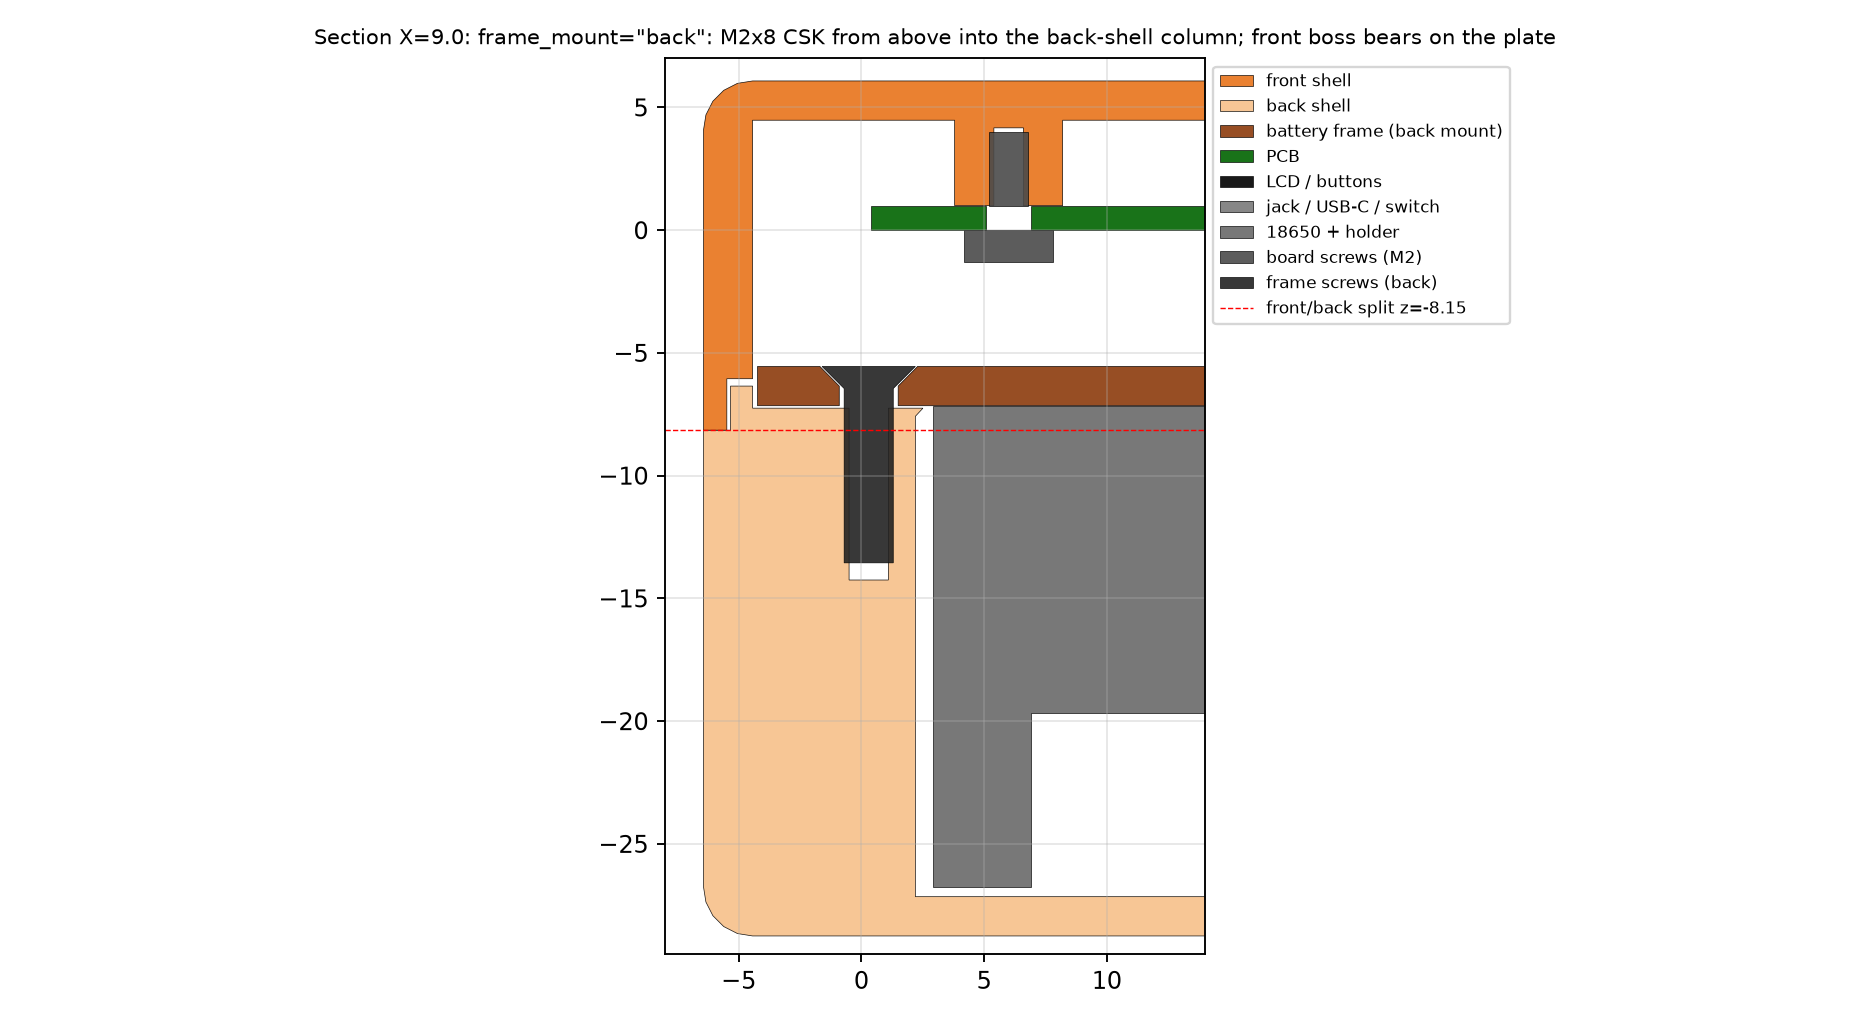 Section X=9.0: frame_mount="back": M2x8 CSK from above into the back-shell column; front boss bears on the plate
front shell
back shell
battery frame (back mount)
PCB
LCD / buttons
jack / USB-C / switch
18650 + holder
board screws (M2)
frame screws (back)
front/back split z=-8.15
5
0
−5
−10
−15
−20
−25
−5
0
5
10